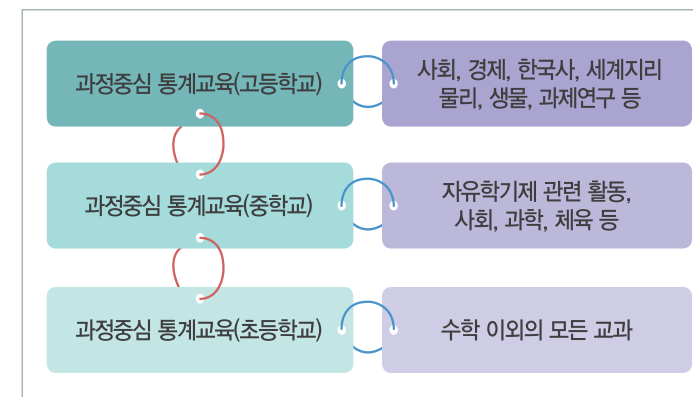 과정중심 통계교육(고등학교)
사회, 경제, 한국사, 세계지리
물리, 생물, 과제연구 등
과정중심 통계교육(중학교)
자유학기제 관련 활동,
사회, 과학, 체육 등
과정중심 통계교육(초등학교)
수학 이외의 모든 교과